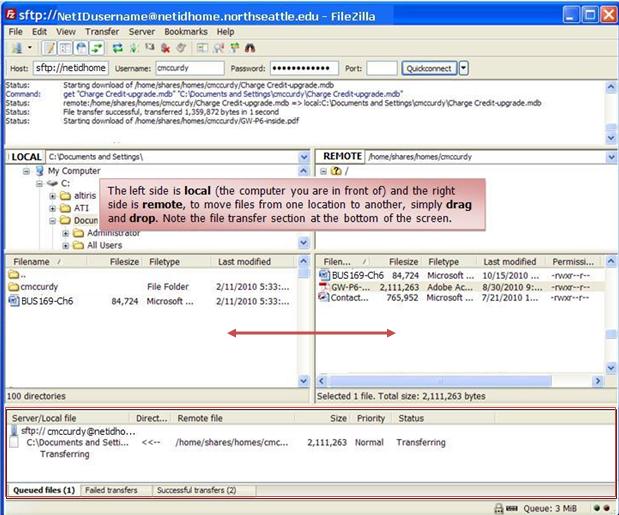 sftp://NetIDusername@netidhome.northseattle.edu - FileZilla
File Edit View Transfer Server Bookmarks Help
Host: sftp://netidhome Username: cmccurdy Password: ●●●●●●●●●●●● Port: Quickconnect
Status: Starting download of /home/shares/homes/cmccurdy/Charge Credit-upgrade.mdb
Command: get "Charge Credit-upgrade.mdb" "C:\Documents and Settings\cmccurdy\Charge Credit-upgrade.mdb"
Status: remote:/home/shares/homes/cmccurdy/Charge Credit-upgrade.mdb => local:C:\Documents and Settings\cmccurdy\Charge Credit-upgrade.mdb
Status: File transfer successful, transferred 1,359,872 bytes in 1 second
Status: Starting download of /home/shares/homes/cmccurdy/GW-P6-inside.pdf
LOCAL C:\Documents and Settings\ REMOTE /home/shares/homes/cmccurdy
My Computer /
C:
altiris
ATI
Docum
Administrator
All Users
The left side is local (the computer you are in front of) and the right
side is remote, to move files from one location to another, simply drag
and drop. Note the file transfer section at the bottom of the screen.
Filename / Filesize Filetype Last modified
..
cmccurdy File Folder 2/11/2010 5:33:...
BUS169-Ch6 84,724 Microsoft ... 2/11/2010 5:33:...
100 directories
Filen... / Filesize Filetype Last modified Permissi...
BUS169-Ch6 84,724 Microsoft ... 10/15/2010 ... -rwxr--r--
GW-P6-... 2,111,263 Adobe Ac... 8/30/2010 9:... -rwxr--r--
Contact... 765,952 Microsoft ... 7/21/2010 1... -rwxr--r--
Selected 1 file. Total size: 2,111,263 bytes
Server/Local file Direct... Remote file Size Priority Status
sftp:// cmccurdy@netidho...
C:\Documents and Setti... <<-- /home/shares/homes/cmc... 2,111,263 Normal Transferring
Transferring
Queued files (1) Failed transfers Successful transfers (2)
Queue: 3 MiB